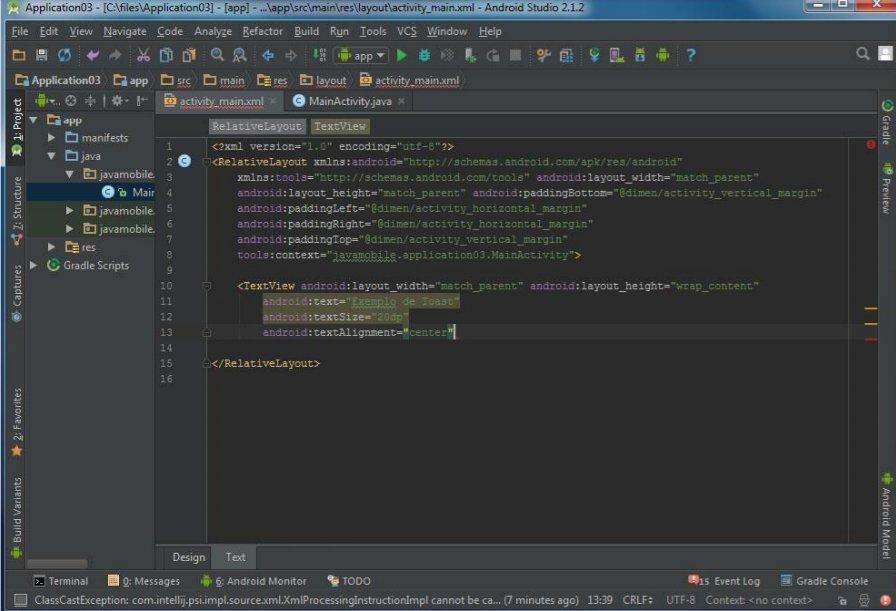 Application03 - [C:\files\Application03] - [app] - ...\app\src\main\res\layout\activity_main.xml - Android Studio 2.1.2
File Edit View Navigate Code Analyze Refactor Build Run Tools VCS Window Help
app
Application03 app src main res layout activity_main.xml
activity_main.xml MainActivity.java
RelativeLayout TextView
1: Project
Z: Structure
Captures
2: Favorites
Build Variants
app
manifests
java
javamobile.
Main
javamobile.
javamobile.
res
Gradle Scripts
1 <?xml version="1.0" encoding="utf-8"?>
2 <RelativeLayout xmlns:android="http://schemas.android.com/apk/res/android"
3 xmlns:tools="http://schemas.android.com/tools" android:layout_width="match_parent"
4 android:layout_height="match_parent" android:paddingBottom="@dimen/activity_vertical_margin"
5 android:paddingLeft="@dimen/activity_horizontal_margin"
6 android:paddingRight="@dimen/activity_horizontal_margin"
7 android:paddingTop="@dimen/activity_vertical_margin"
8 tools:context="javamobile.application03.MainActivity">
9
10 <TextView android:layout_width="match_parent" android:layout_height="wrap_content"
11 android:text="Exemplo de Toast"
12 android:textSize="20dp"
13 android:textAlignment="center"
14
15 </RelativeLayout>
16
Gradle
Preview
Android Model
Design Text
Terminal 0: Messages 6: Android Monitor TODO 15 Event Log Gradle Console
ClassCastException: com.intellij.psi.impl.source.xml.XmlProcessingInstructionImpl cannot be ca... (7 minutes ago) 13:39 CRLF÷ UTF-8 Context: <no context>